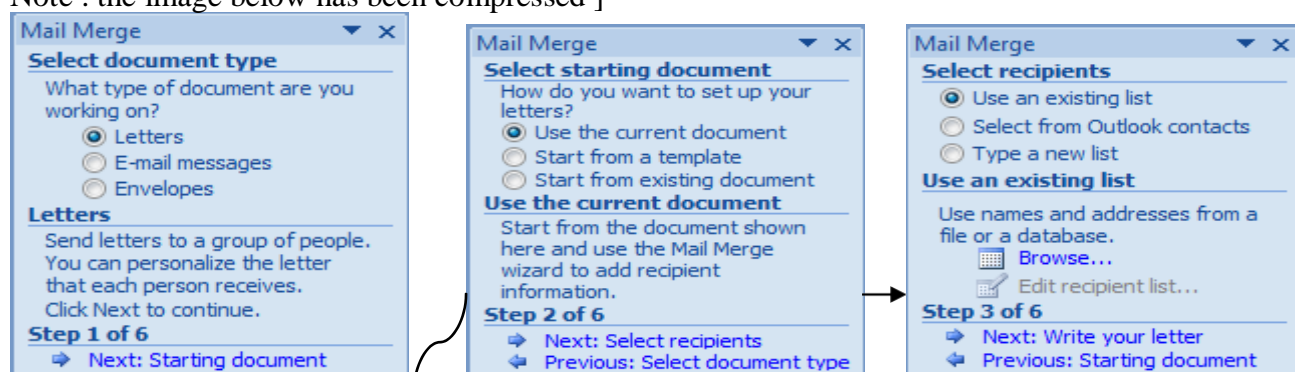 Note : the image below has been compressed ]
Mail Merge
Select document type
What type of document are you
working on?
Letters
E-mail messages
Envelopes
Letters
Send letters to a group of people.
You can personalize the letter
that each person receives.
Click Next to continue.
Step 1 of 6
Next: Starting document
Mail Merge
Select starting document
How do you want to set up your
letters?
Use the current document
Start from a template
Start from existing document
Use the current document
Start from the document shown
here and use the Mail Merge
wizard to add recipient
information.
Step 2 of 6
Next: Select recipients
Previous: Select document type
Mail Merge
Select recipients
Use an existing list
Select from Outlook contacts
Type a new list
Use an existing list
Use names and addresses from a
file or a database.
Browse...
Edit recipient list...
Step 3 of 6
Next: Write your letter
Previous: Starting document